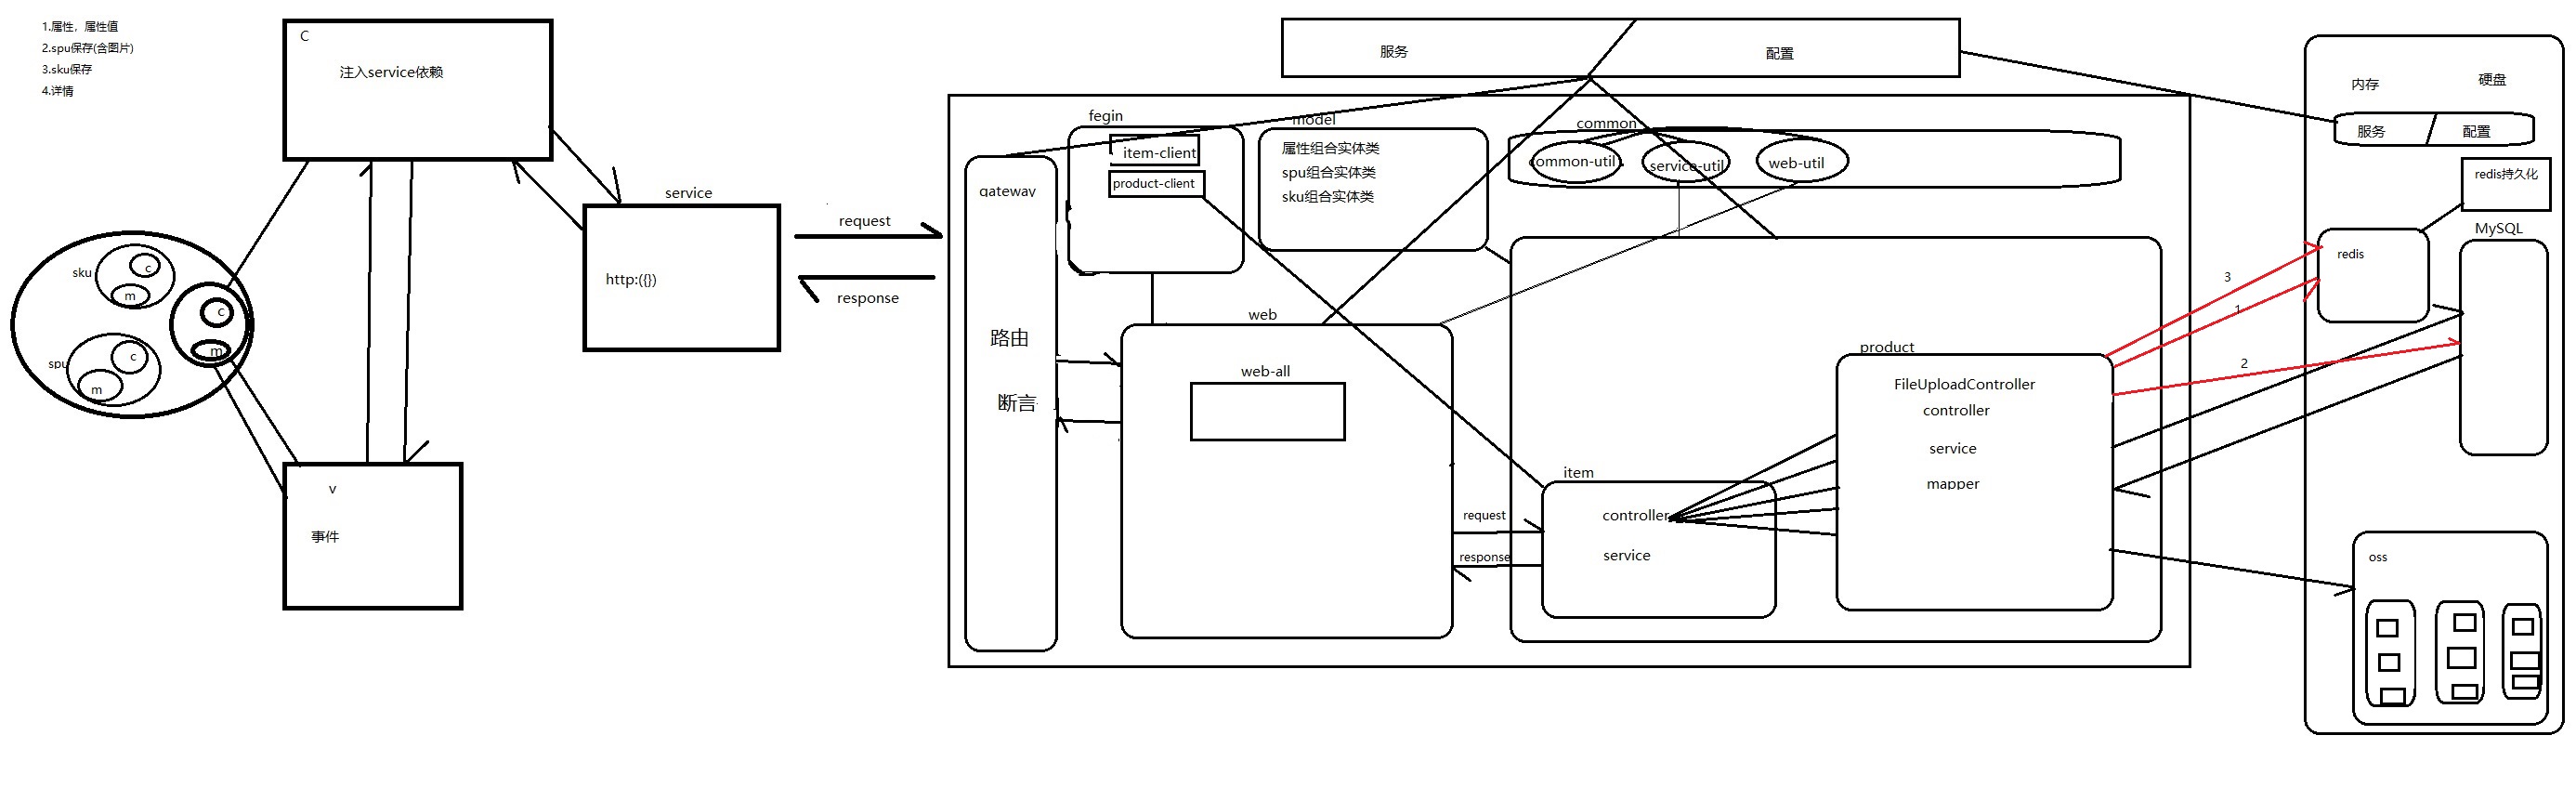 1.属性，属性值
2.spu保存(含图片)
3.sku保存
4.详情
C
注入service依赖
service
http:({})
request
response
sku
c
m
c
m
spu
c
m
v
事件
服务
配置
fegin
item-client
product-client
model
属性组合实体类
spu组合实体类
sku组合实体类
common
common-util
service-util
web-util
gateway
路由
断言
web
web-all
request
response
item
controller
service
product
FileUploadController
controller
service
mapper
3
1
2
内存
硬盘
服务
配置
redis持久化
redis
MySQL
oss